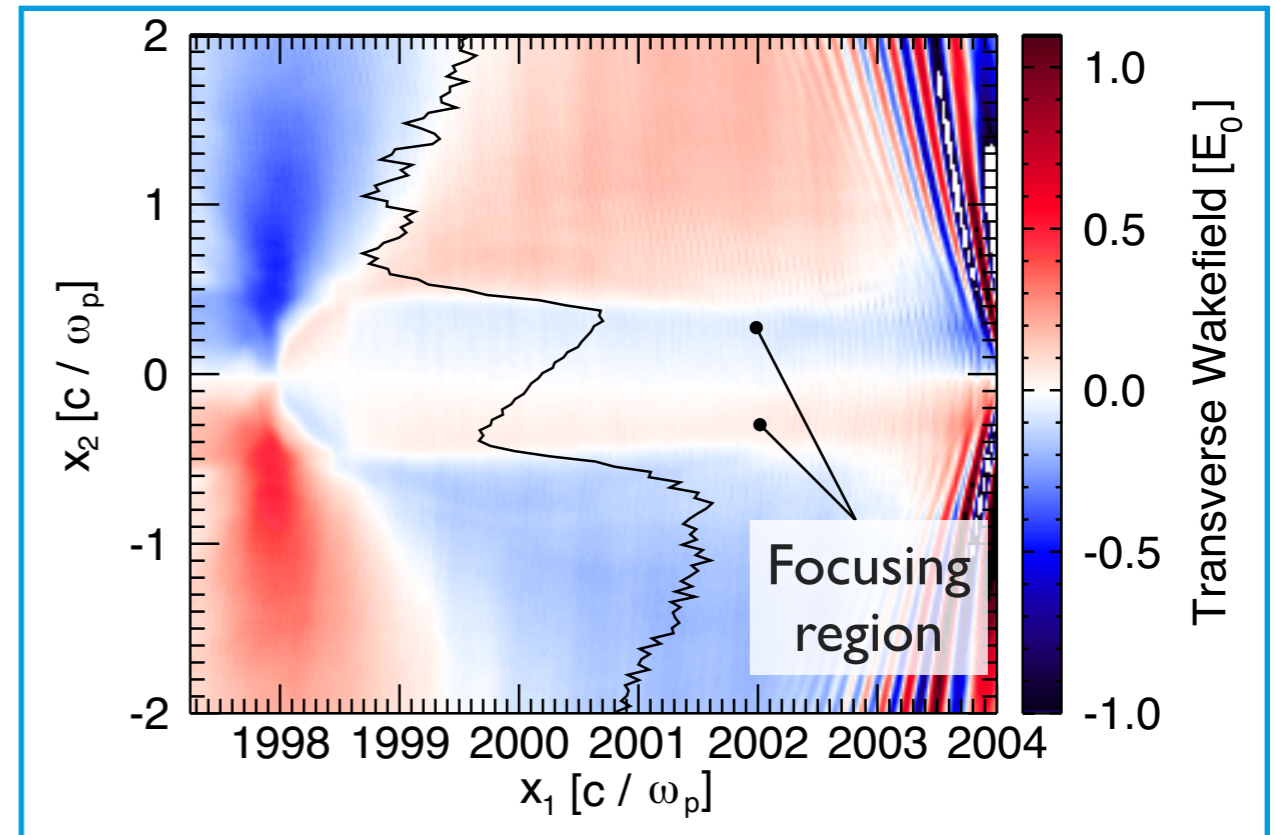 2
1
0
-1
-2
x₂ [c / ωₚ]
1998 1999 2000 2001 2002 2003 2004
x₁ [c / ωₚ]
Focusing
region
1.0
0.5
0.0
-0.5
-1.0
Transverse Wakefield [E₀]